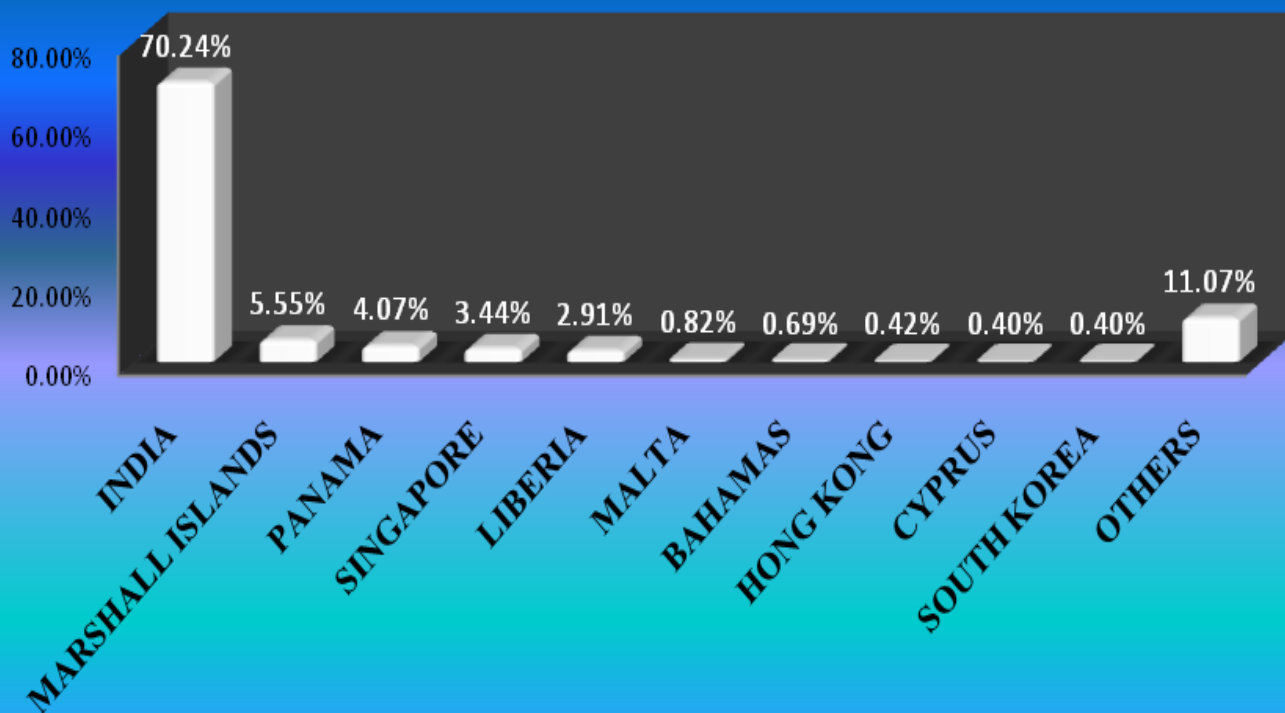 80.00%
60.00%
40.00%
20.00%
0.00%
70.24%
5.55%
4.07%
3.44%
2.91%
0.82%
0.69%
0.42%
0.40%
0.40%
11.07%
INDIA
MARSHALL ISLANDS
PANAMA
SINGAPORE
LIBERIA
MALTA
BAHAMAS
HONG KONG
CYPRUS
SOUTH KOREA
OTHERS